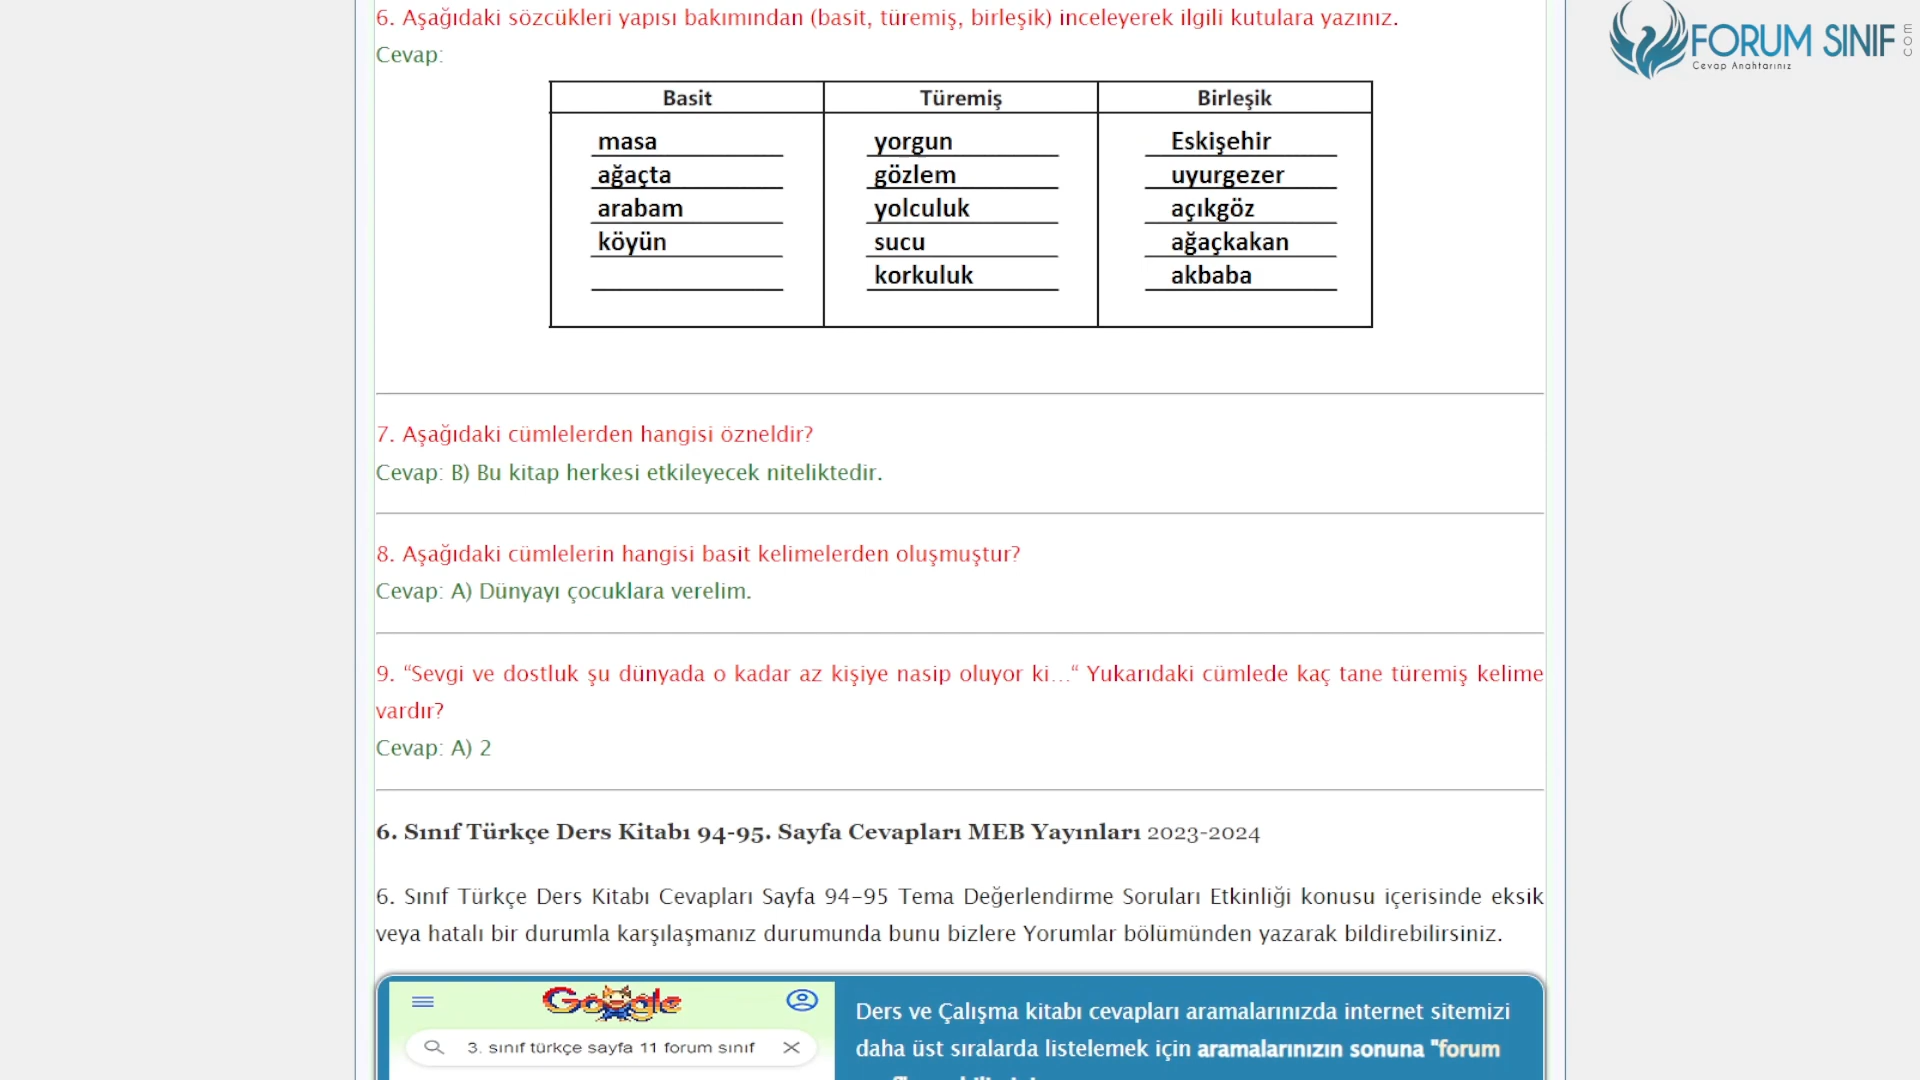 6. Aşağıdaki sözcükleri yapısı bakımından (basit, türemiş, birleşik) inceleyerek ilgili kutulara yazınız.
FORUM SINIF com
Cevap Anahtarınız
Cevap:
Basit Türemiş Birleşik
masa yorgun Eskişehir
ağaçta gözlem uyurgezer
arabam yolculuk açıkgöz
köyün sucu ağaçkakan
korkuluk akbaba
7. Aşağıdaki cümlelerden hangisi özneldir?
Cevap: B) Bu kitap herkesi etkileyecek niteliktedir.
8. Aşağıdaki cümlelerin hangisi basit kelimelerden oluşmuştur?
Cevap: A) Dünyayı çocuklara verelim.
9. “Sevgi ve dostluk şu dünyada o kadar az kişiye nasip oluyor ki…“ Yukarıdaki cümlede kaç tane türemiş kelime
vardır?
Cevap: A) 2
6. Sınıf Türkçe Ders Kitabı 94-95. Sayfa Cevapları MEB Yayınları 2023-2024
6. Sınıf Türkçe Ders Kitabı Cevapları Sayfa 94-95 Tema Değerlendirme Soruları Etkinliği konusu içerisinde eksik
veya hatalı bir durumla karşılaşmanız durumunda bunu bizlere Yorumlar bölümünden yazarak bildirebilirsiniz.
Google
3. sınıf türkçe sayfa 11 forum sınıf
Ders ve Çalışma kitabı cevapları aramalarınızda internet sitemizi
daha üst sıralarda listelemek için aramalarınızın sonuna "forum